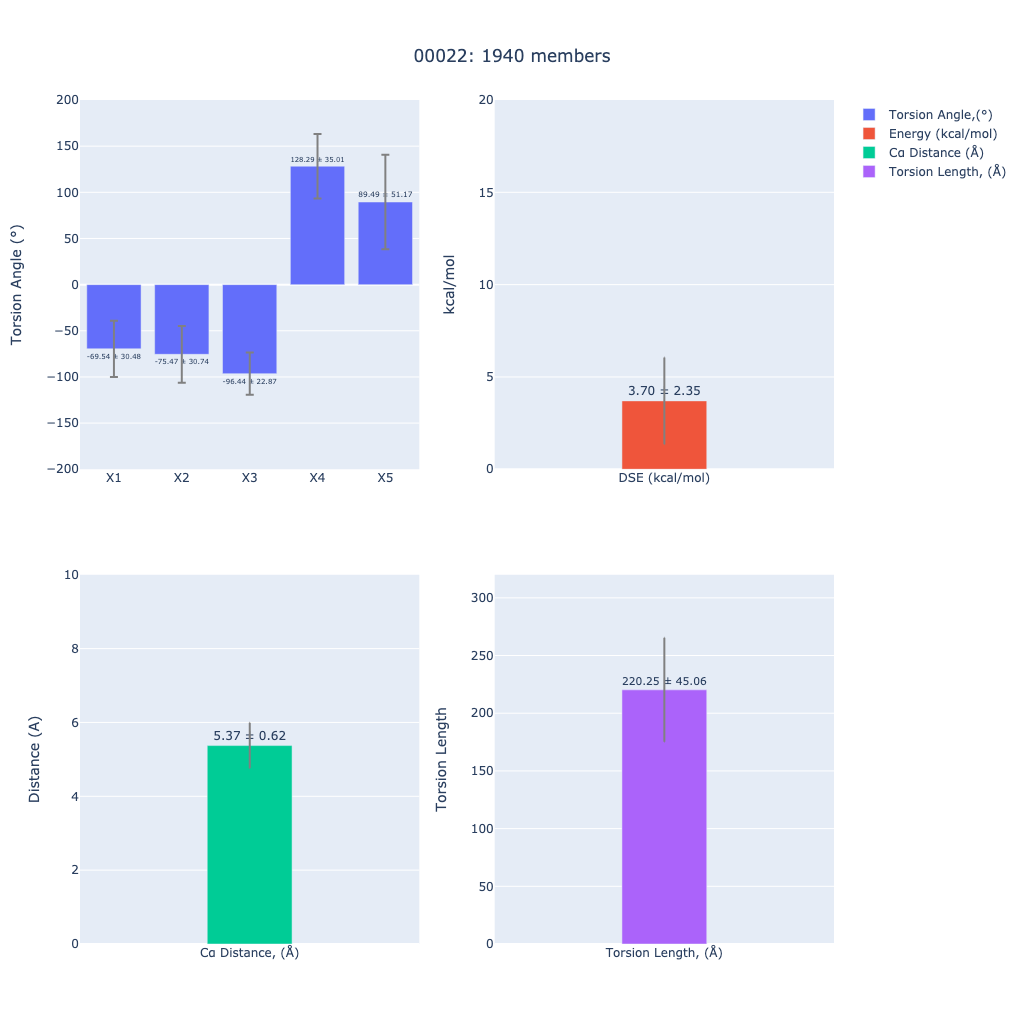 00022: 1940 members
Torsion Angle (°)
200
150
100
50
0
−50
−100
−150
−200
-69.54 ± 30.48
-75.47 ± 30.74
-96.44 ± 22.87
128.29 ± 35.01
89.49 ± 51.17
X1
X2
X3
X4
X5
kcal/mol
20
15
10
5
0
3.70 ± 2.35
DSE (kcal/mol)
Torsion Angle,(°)
Energy (kcal/mol)
Cα Distance (Å)
Torsion Length, (Å)
Distance (A)
10
8
6
4
2
0
5.37 ± 0.62
Cα Distance, (Å)
Torsion Length
300
250
200
150
100
50
0
220.25 ± 45.06
Torsion Length, (Å)